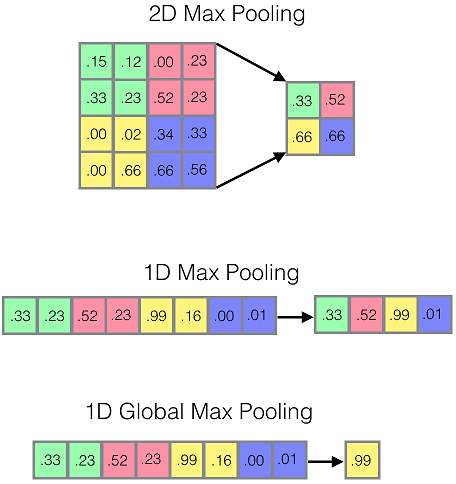 2D Max Pooling
.15 .12 .00 .23
.33 .23 .52 .23
.00 .02 .34 .33
.00 .66 .66 .56
.33 .52
.66 .66
1D Max Pooling
.33 .23 .52 .23 .99 .16 .00 .01 .33 .52 .99 .01
1D Global Max Pooling
.33 .23 .52 .23 .99 .16 .00 .01 .99